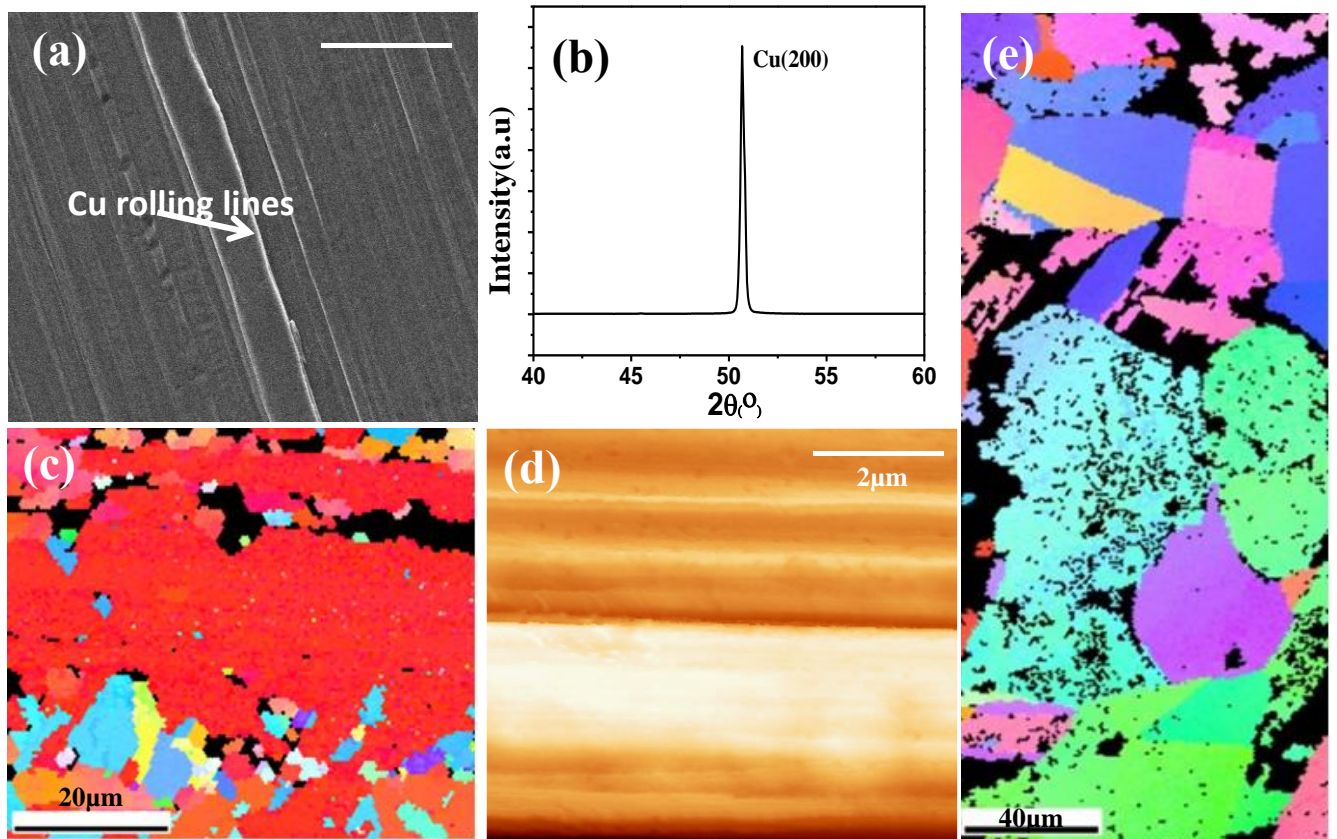 (a)
Cu rolling lines
(b)
Cu(200)
Intensity(a.u)
40
45
50
55
60
2θ(O)
(c)
20μm
(d)
2μm
(e)
40μm